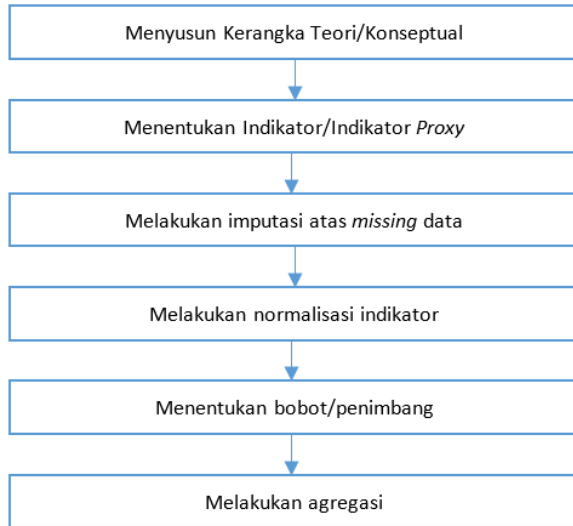 Menyusun Kerangka Teori/Konseptual
Menentukan Indikator/Indikator Proxy
Melakukan imputasi atas missing data
Melakukan normalisasi indikator
Menentukan bobot/penimbang
Melakukan agregasi